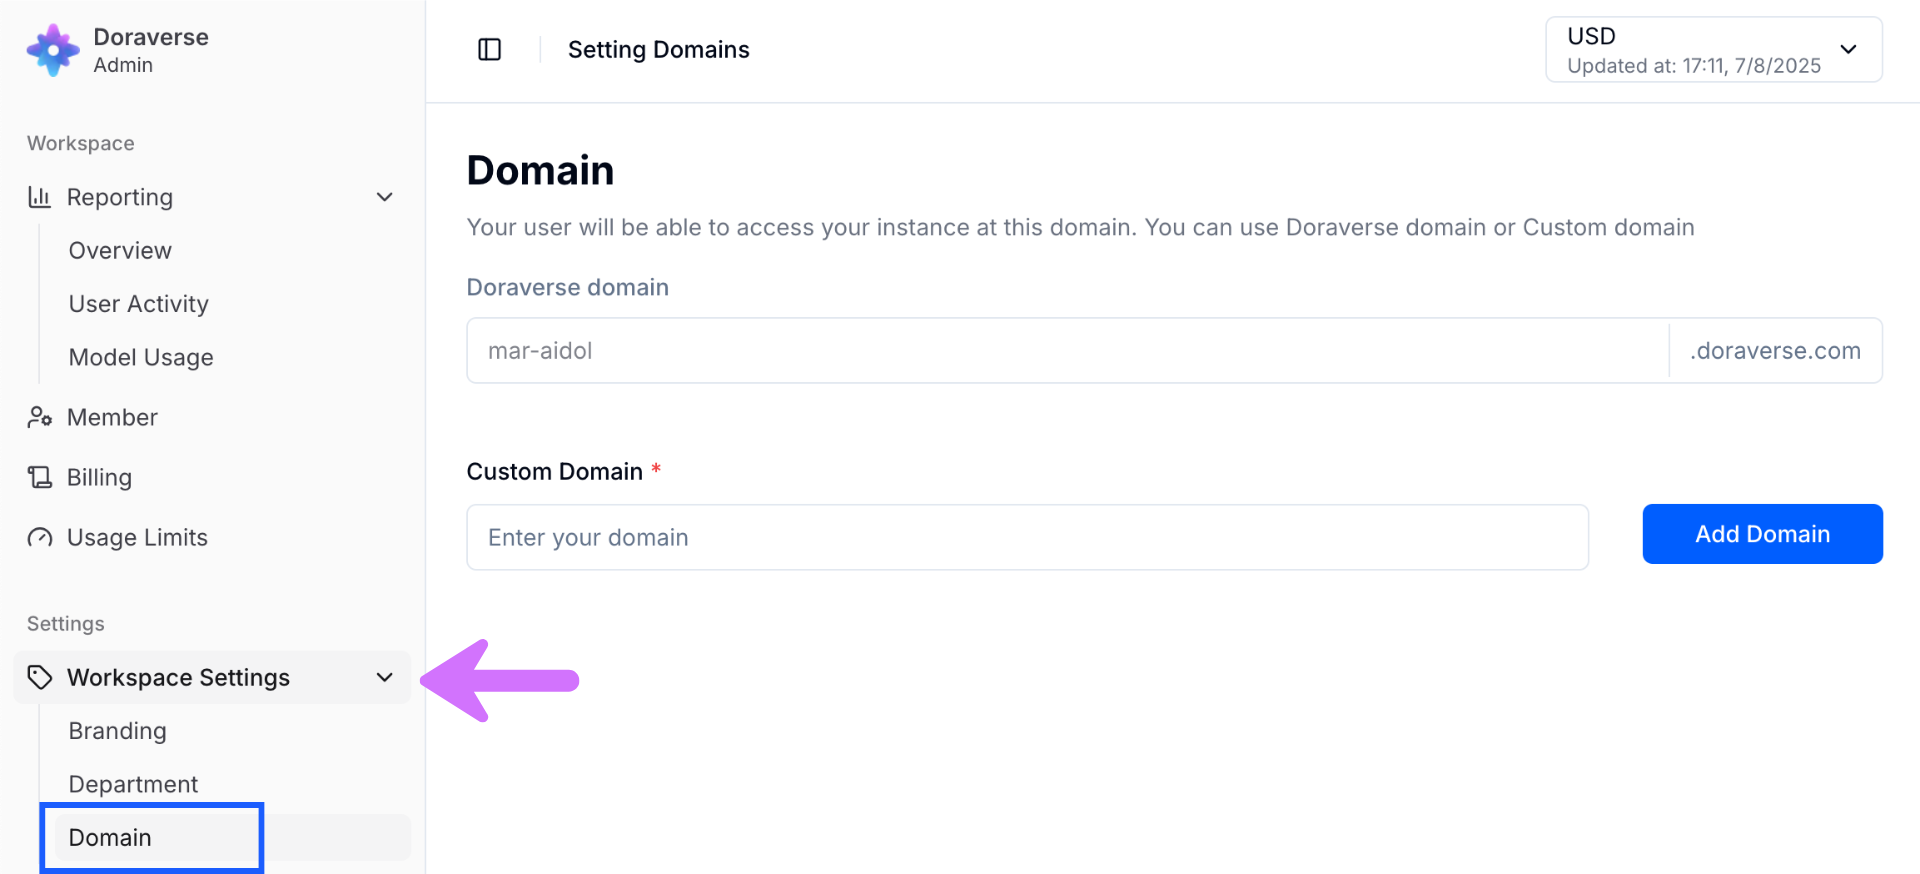 Doraverse
Admin
Workspace
Reporting
Overview
User Activity
Model Usage
Member
Billing
Usage Limits
Settings
Workspace Settings
Branding
Department
Domain
Setting Domains
USD
Updated at: 17:11, 7/8/2025
Domain
Your user will be able to access your instance at this domain. You can use Doraverse domain or Custom domain
Doraverse domain
mar-aidol .doraverse.com
Custom Domain *
Enter your domain
Add Domain